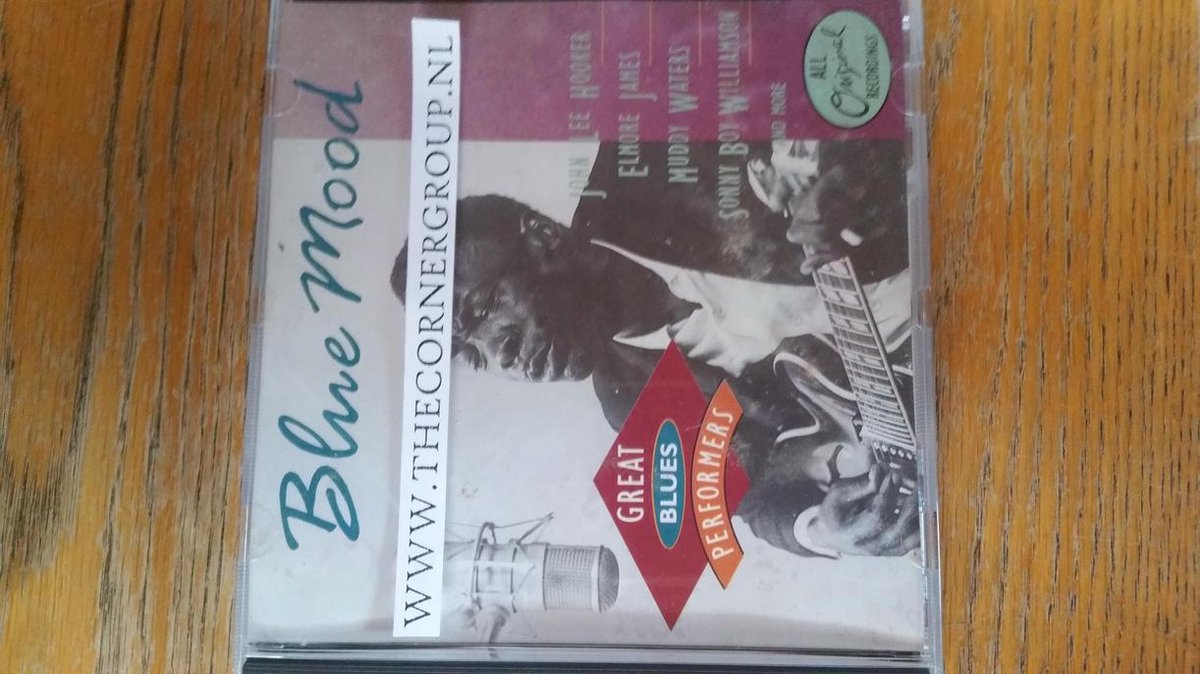 Blue Mood
WWW.THECORNERGROUP.NL
JOHN LEE HOOKER
ELMORE JAMES
MUDDY WATERS
SONNY BOY WILLIAMSON
AND MORE
ALL
Original
RECORDINGS
GREAT
BLUES
PERFORMERS